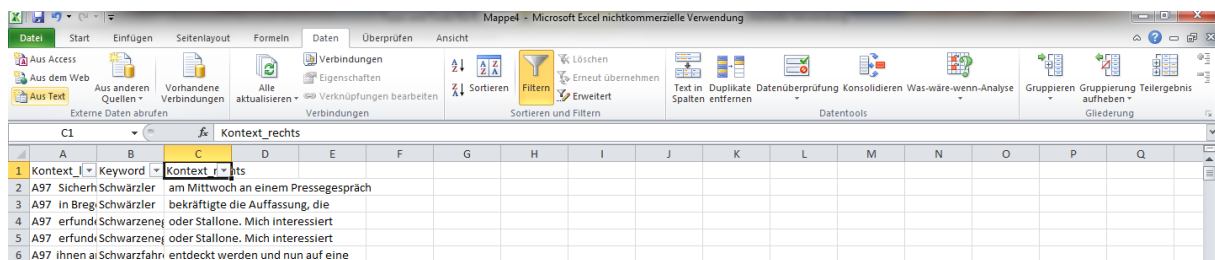 Mappe4 - Microsoft Excel nichtkommerzielle Verwendung
Datei Start Einfügen Seitenlayout Formeln Daten Überprüfen Ansicht
Aus Access
Aus dem Web
Aus Text
Aus anderen Quellen
Vorhandene Verbindungen
Externe Daten abrufen
Alle aktualisieren
Verbindungen
Eigenschaften
Verknüpfungen bearbeiten
Verbindungen
Sortieren
Filtern
Löschen
Erneut übernehmen
Erweitert
Sortieren und Filtern
Text in Spalten
Duplikate entfernen
Datenüberprüfung
Konsolidieren
Was-wäre-wenn-Analyse
Datentools
Gruppieren
Gruppierung aufheben
Teilergebnis
Gliederung
C1 fx Kontext_rechts
A B C D E F G H I J K L M N O P Q
1 Kontext_l Keyword Kontext_rechts
2 A97 Sicherh Schwärzler am Mittwoch an einem Pressegespräch
3 A97 in Breg Schwärzler bekräftigte die Auffassung, die
4 A97 erfund Schwarzeneg oder Stallone. Mich interessiert
5 A97 erfund Schwarzeneg oder Stallone. Mich interessiert
6 A97 ihnen a Schwarzfahr entdeckt werden und nun auf eine